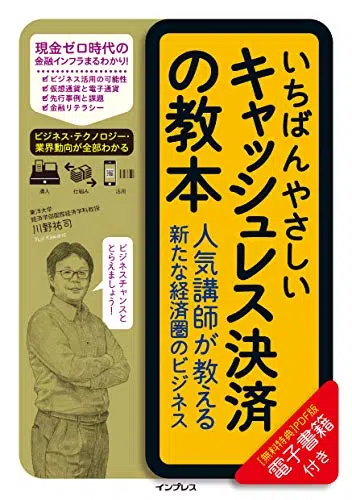 現金ゼロ時代の
金融インフラまるわかり!
ビジネス活用の可能性
仮想通貨と電子通貨
先行事例と課題
金融リテラシー
ビジネス・テクノロジー・
業界動向が全部わかる
導入
仕組み
活用
東洋大学
経済学部国際経済学科教授
川野祐司
Yuji Kawano
ビジネスチャンスと
とらえましょう!
いちばんやさしい
キャッシュレス決済
の教本
人気講師が教える
新たな経済圏のビジネス
[無料特典]PDF版
電子書籍
付き
インプレス